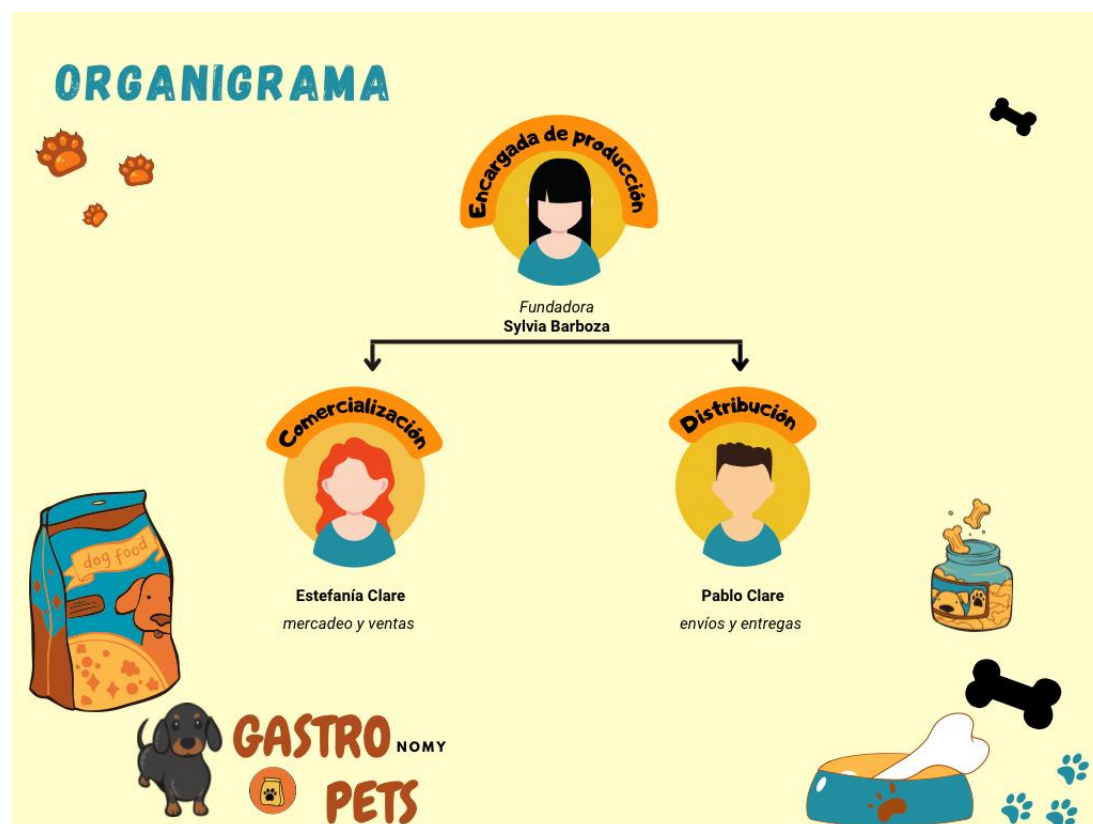 ORGANIGRAMA
Encargada de producción
Fundadora
Sylvia Barboza
Comercialización
Distribución
Estefanía Clare
mercadeo y ventas
Pablo Clare
envíos y entregas
dog food
GASTRO NOMY
PETS